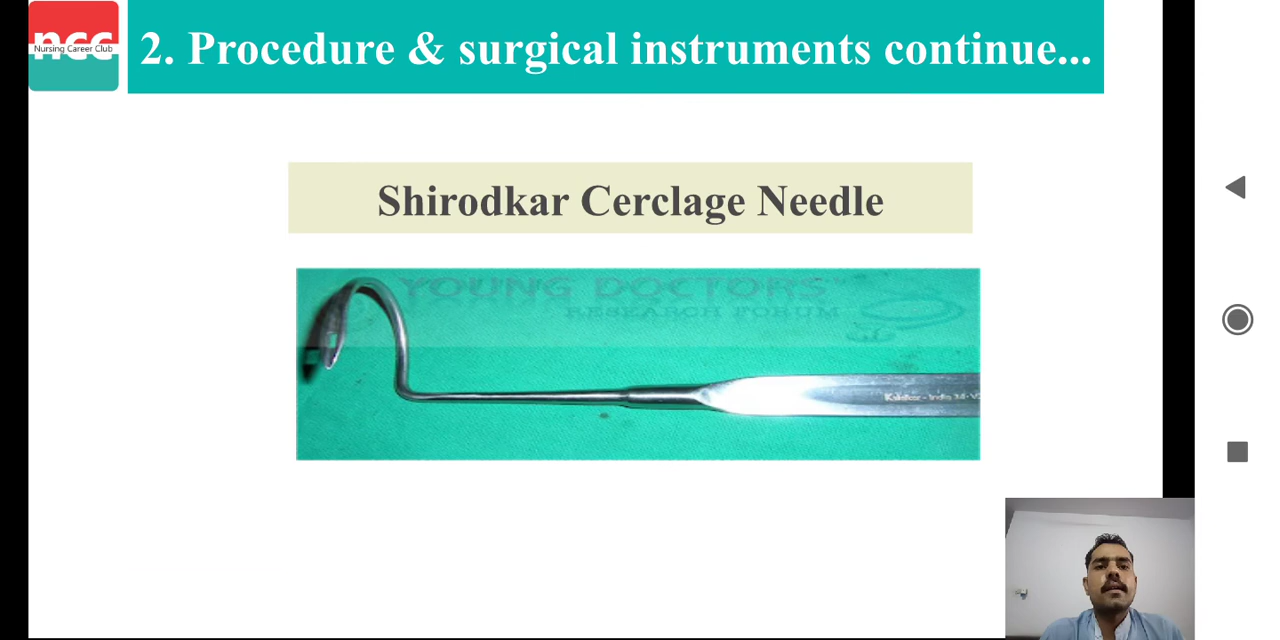 ncc
Nursing Career Club
2. Procedure & surgical instruments continue...
Shirodkar Cerclage Needle
YOUNG DOCTORS
RESEARCH FORUM